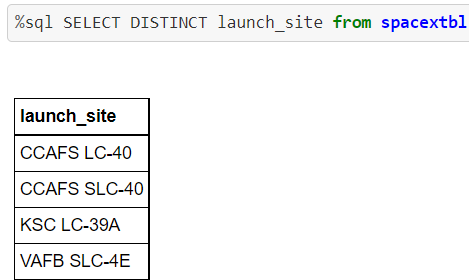 %sql SELECT DISTINCT launch_site from spacextbl
launch_site
CCAFS LC-40
CCAFS SLC-40
KSC LC-39A
VAFB SLC-4E